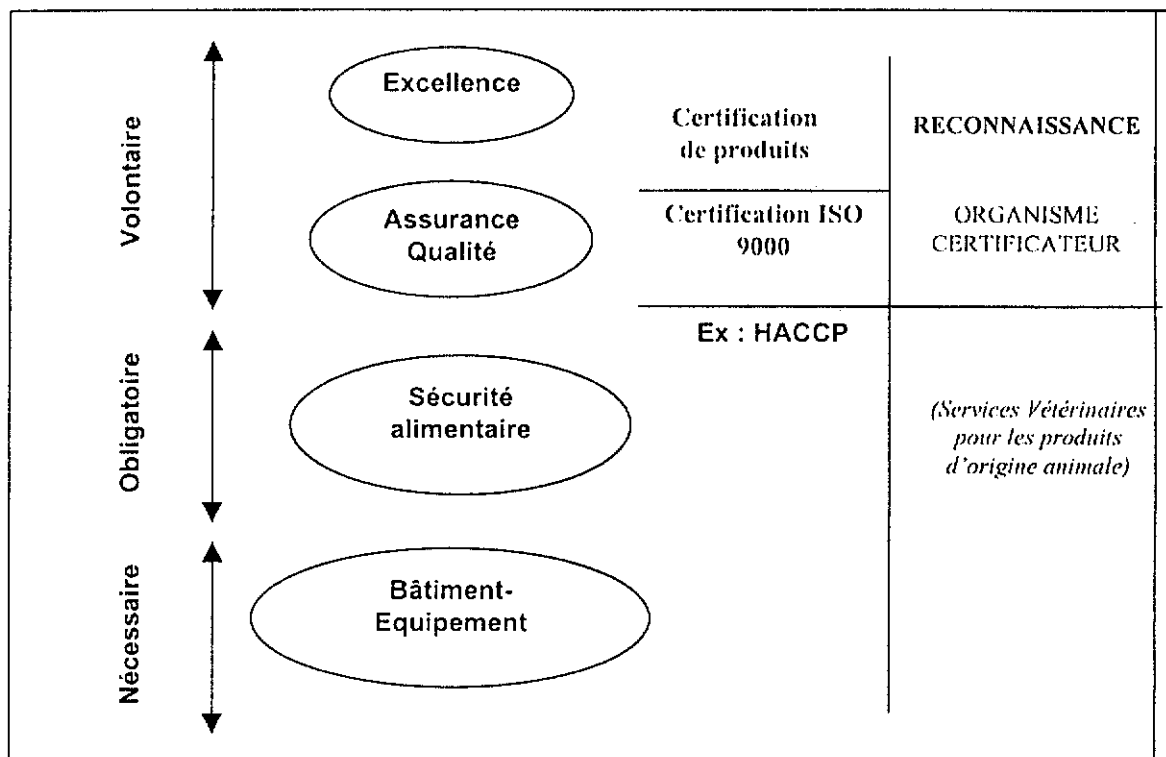 Volontaire
Excellence
Certification
de produits
RECONNAISSANCE
Assurance
Qualité
Certification ISO
9000
ORGANISME
CERTIFICATEUR
Obligatoire
Ex : HACCP
Sécurité
alimentaire
(Services Vétérinaires
pour les produits
d'origine animale)
Nécessaire
Bâtiment-
Equipement